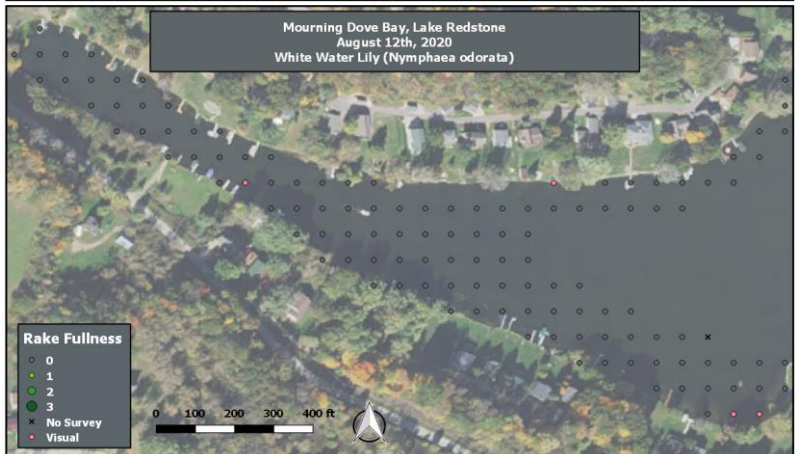 Mourning Dove Bay, Lake Redstone
August 12th, 2020
White Water Lily (Nymphaea odorata)
Rake Fullness
0
1
2
3
No Survey
Visual
0 100 200 300 400 ft